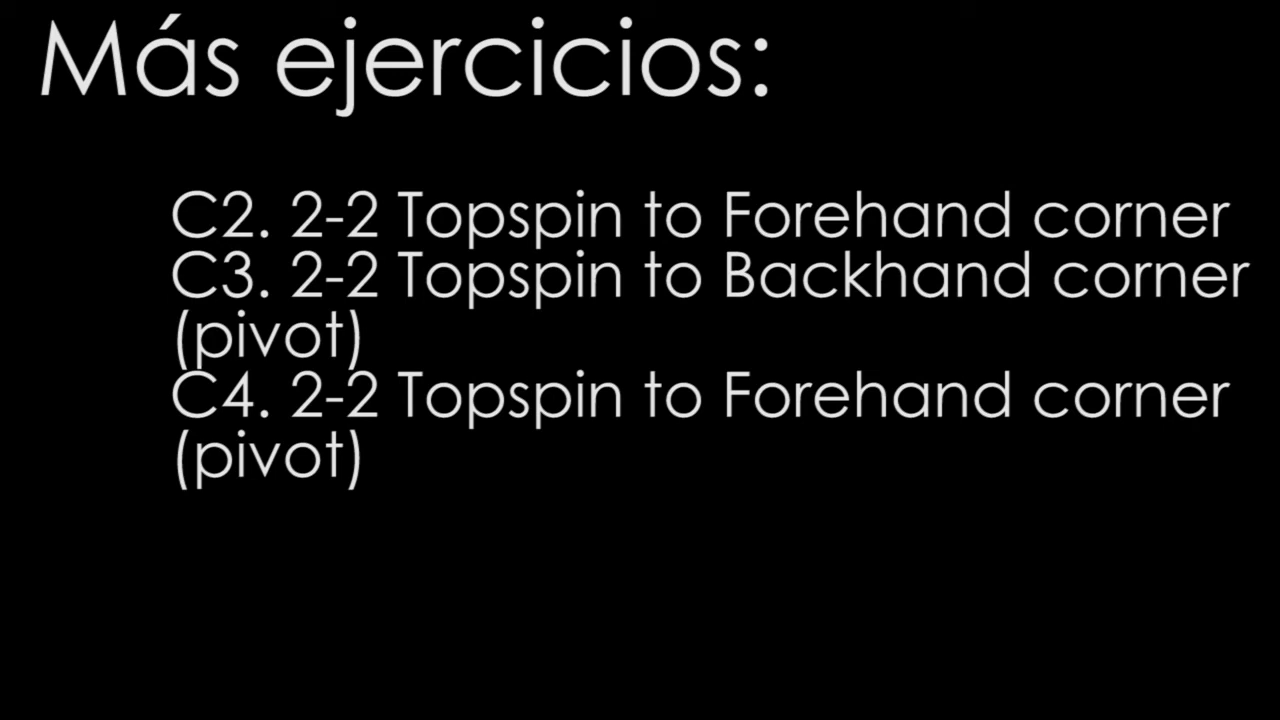 Más ejercicios:
C2. 2-2 Topspin to Forehand corner
C3. 2-2 Topspin to Backhand corner
(pivot)
C4. 2-2 Topspin to Forehand corner
(pivot)